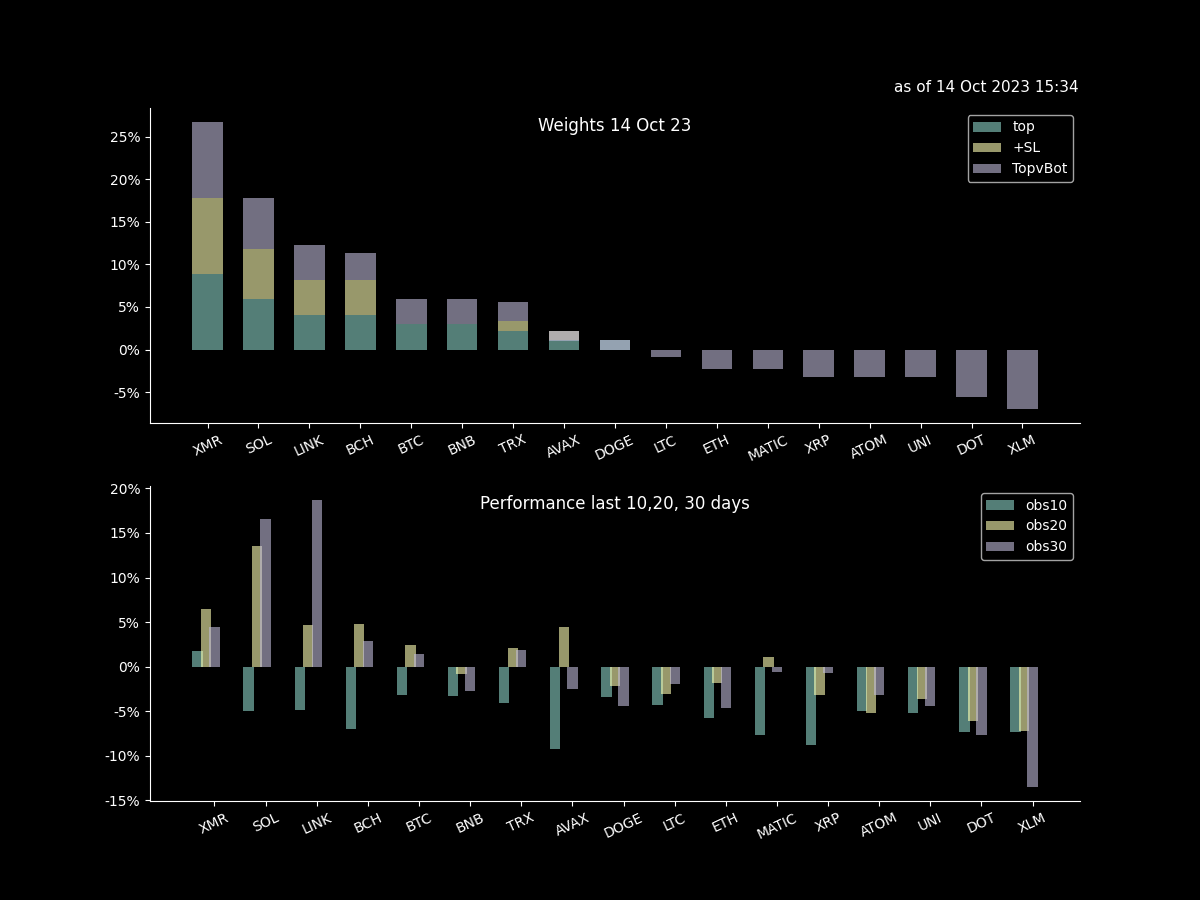 as of 14 Oct 2023 15:34
Weights 14 Oct 23
top
+SL
TopvBot
25%
20%
15%
10%
5%
0%
-5%
XMR SOL LINK BCH BTC BNB TRX AVAX DOGE LTC ETH MATIC XRP ATOM UNI DOT XLM
Performance last 10,20, 30 days
obs10
obs20
obs30
20%
15%
10%
5%
0%
-5%
-10%
-15%
XMR SOL LINK BCH BTC BNB TRX AVAX DOGE LTC ETH MATIC XRP ATOM UNI DOT XLM